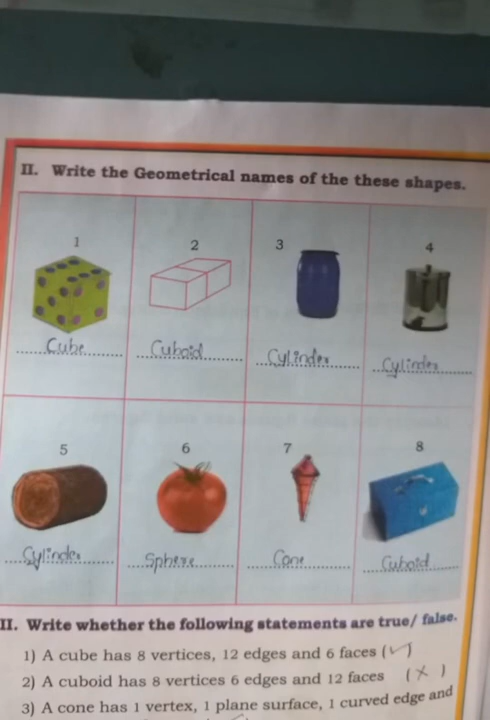 II. Write the Geometrical names of the these shapes.
1 2 3 4
Cube Cuboid Cylinder Cylinder
5 6 7 8
Cylinder Sphere Cone Cuboid
II. Write whether the following statements are true/ false.
1) A cube has 8 vertices, 12 edges and 6 faces (✓)
2) A cuboid has 8 vertices 6 edges and 12 faces (X)
3) A cone has 1 vertex, 1 plane surface, 1 curved edge and